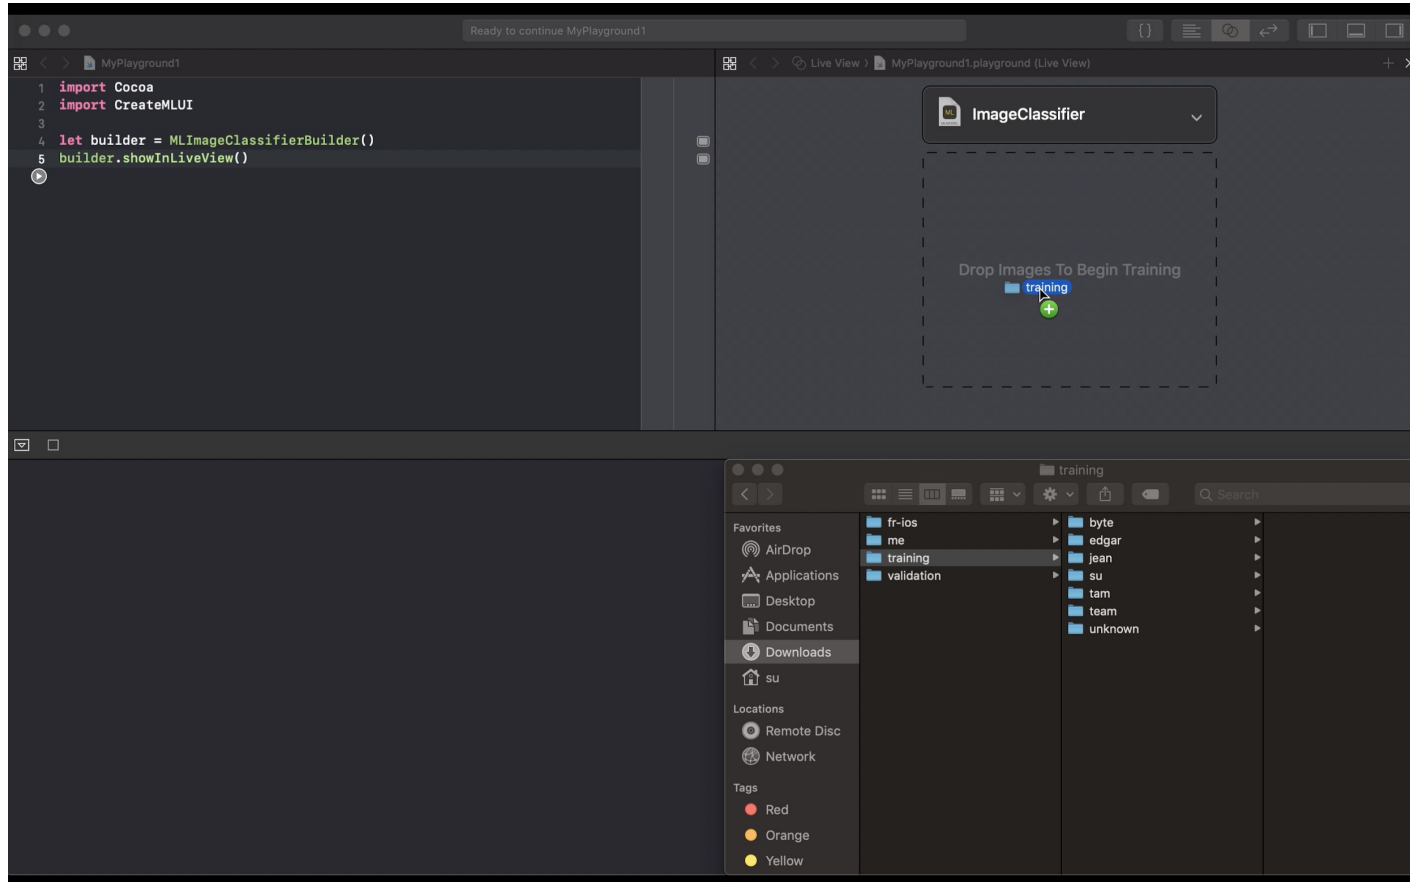 Ready to continue MyPlayground1
{ }
MyPlayground1
1 import Cocoa
2 import CreateMLUI
3
4 let builder = MLImageClassifierBuilder()
5 builder.showInLiveView()
Live View
MyPlayground1.playground (Live View)
ML
ImageClassifier
Drop Images To Begin Training
training
training
Search
Favorites
AirDrop
Applications
Desktop
Documents
Downloads
su
Locations
Remote Disc
Network
Tags
Red
Orange
Yellow
fr-ios
me
training
validation
byte
edgar
jean
su
tam
team
unknown